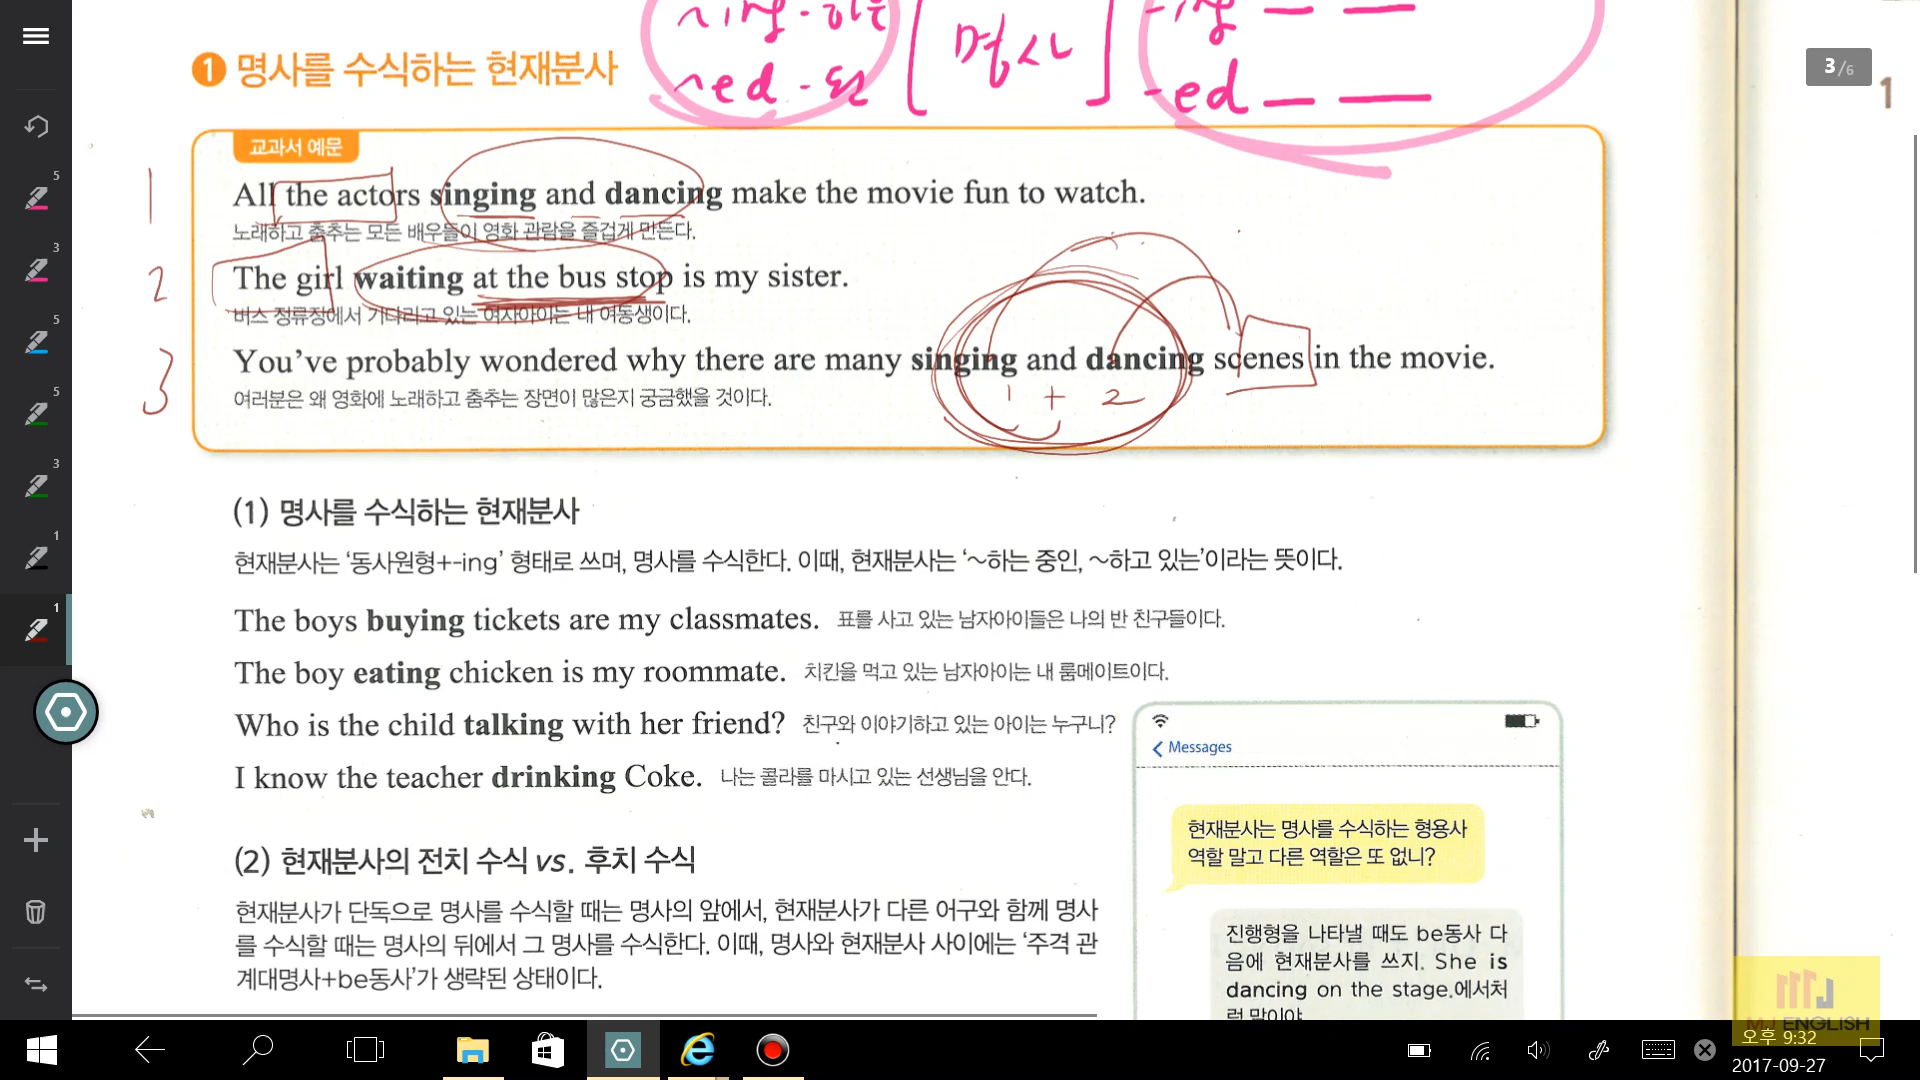 ~ing - 하는 [ 명사 ] -ing
~ed - 된 -ed
3/6
1
❶ 명사를 수식하는 현재분사
교과서 예문
1
All the actors singing and dancing make the movie fun to watch.
노래하고 춤추는 모든 배우들이 영화 관람을 즐겁게 만든다.
2
The girl waiting at the bus stop is my sister.
버스 정류장에서 기다리고 있는 여자아이는 내 여동생이다.
3
You’ve probably wondered why there are many singing and dancing scenes in the movie.
여러분은 왜 영화에 노래하고 춤추는 장면이 많은지 궁금했을 것이다.
1 + 2
(1) 명사를 수식하는 현재분사
현재분사는 ‘동사원형+-ing’ 형태로 쓰며, 명사를 수식한다. 이때, 현재분사는 ‘~하는 중인, ~하고 있는’이라는 뜻이다.
The boys buying tickets are my classmates. 표를 사고 있는 남자아이들은 나의 반 친구들이다.
The boy eating chicken is my roommate. 치킨을 먹고 있는 남자아이는 내 룸메이트이다.
Who is the child talking with her friend? 친구와 이야기하고 있는 아이는 누구니?
I know the teacher drinking Coke. 나는 콜라를 마시고 있는 선생님을 안다.
(2) 현재분사의 전치 수식 vs. 후치 수식
현재분사가 단독으로 명사를 수식할 때는 명사의 앞에서, 현재분사가 다른 어구와 함께 명사
를 수식할 때는 명사의 뒤에서 그 명사를 수식한다. 이때, 명사와 현재분사 사이에는 ‘주격 관
계대명사+be동사’가 생략된 상태이다.
Messages
현재분사는 명사를 수식하는 형용사
역할 말고 다른 역할은 또 없니?
진행형을 나타낼 때도 be동사 다
음에 현재분사를 쓰지. She is
dancing on the stage.에서처
럼 말이야
5
3
5
5
3
1
1
MJ ENGLISH
오후 9:32
2017-09-27